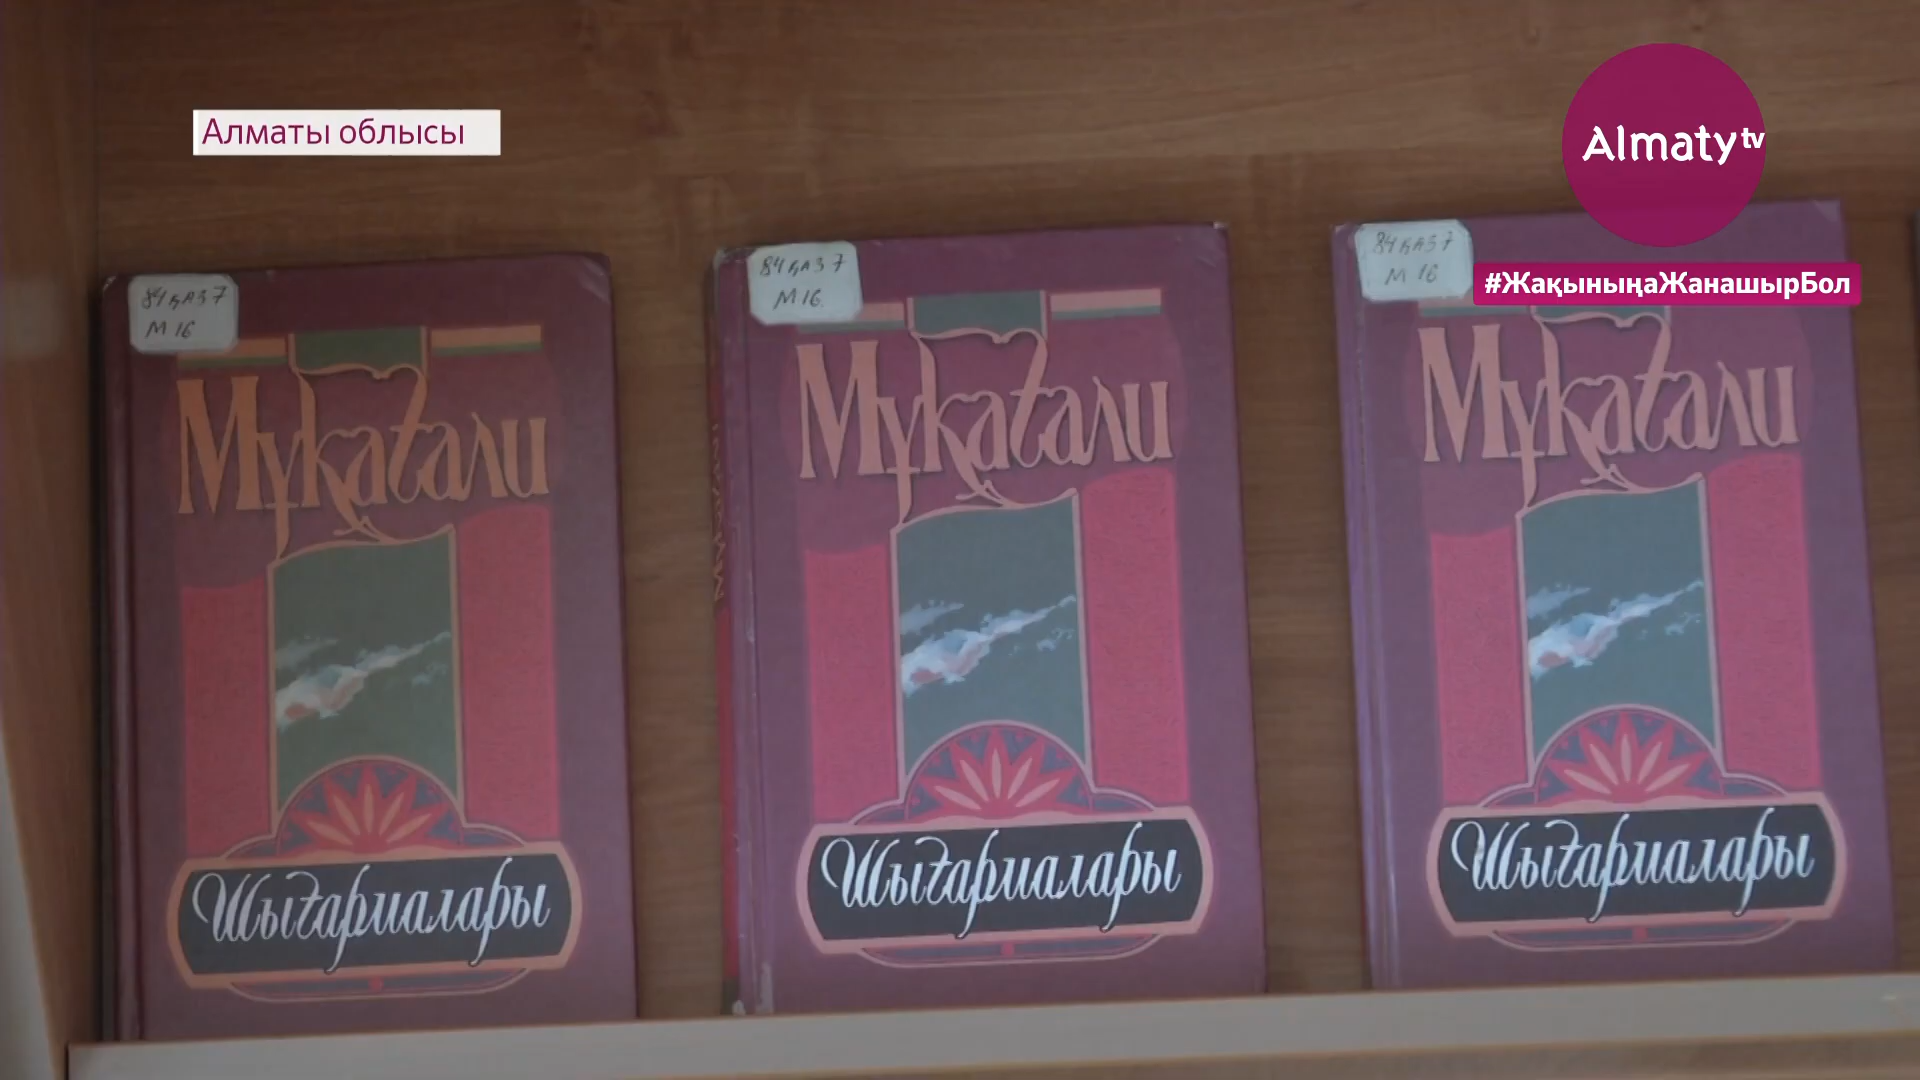 Алматы облысы
Almaty tv
#ЖақыныңаЖанашырБол
84 қаз 7
М 16
Мұқағали
Шығармалары
84 қаз 7
М 16.
Мұқағали
Шығармалары
84 қаз 7
М 16
Мұқағали
Шығармалары